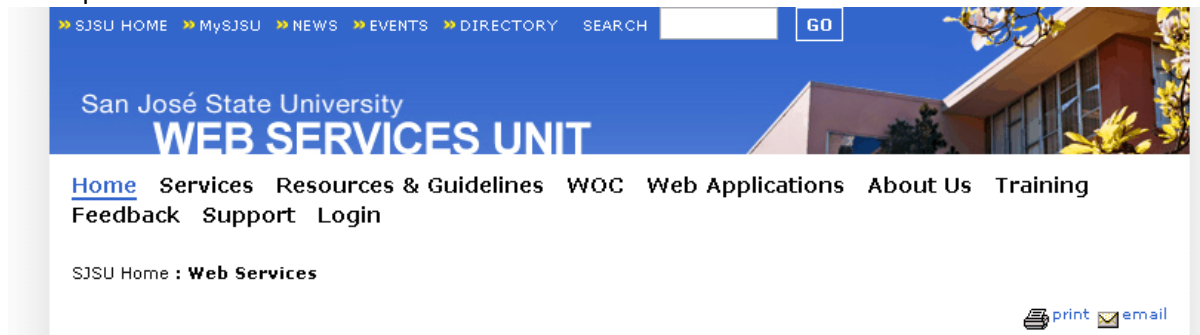 » SJSU HOME » MySJSU » NEWS » EVENTS » DIRECTORY SEARCH GO
San José State University
WEB SERVICES UNIT
Home Services Resources & Guidelines WOC Web Applications About Us Training
Feedback Support Login
SJSU Home : Web Services
print email